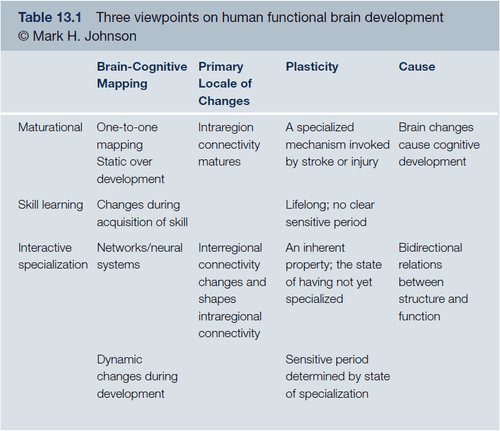 Table 13.1 Three viewpoints on human functional brain development
© Mark H. Johnson
Brain-Cognitive Mapping | Primary Locale of Changes | Plasticity | Cause
Maturational | One-to-one mapping Static over development | Intraregion connectivity matures | A specialized mechanism invoked by stroke or injury | Brain changes cause cognitive development
Skill learning | Changes during acquisition of skill | Lifelong; no clear sensitive period
Interactive specialization | Networks/neural systems | Interregional connectivity changes and shapes intraregional connectivity | An inherent property; the state of having not yet specialized | Bidirectional relations between structure and function
Dynamic changes during development | Sensitive period determined by state of specialization